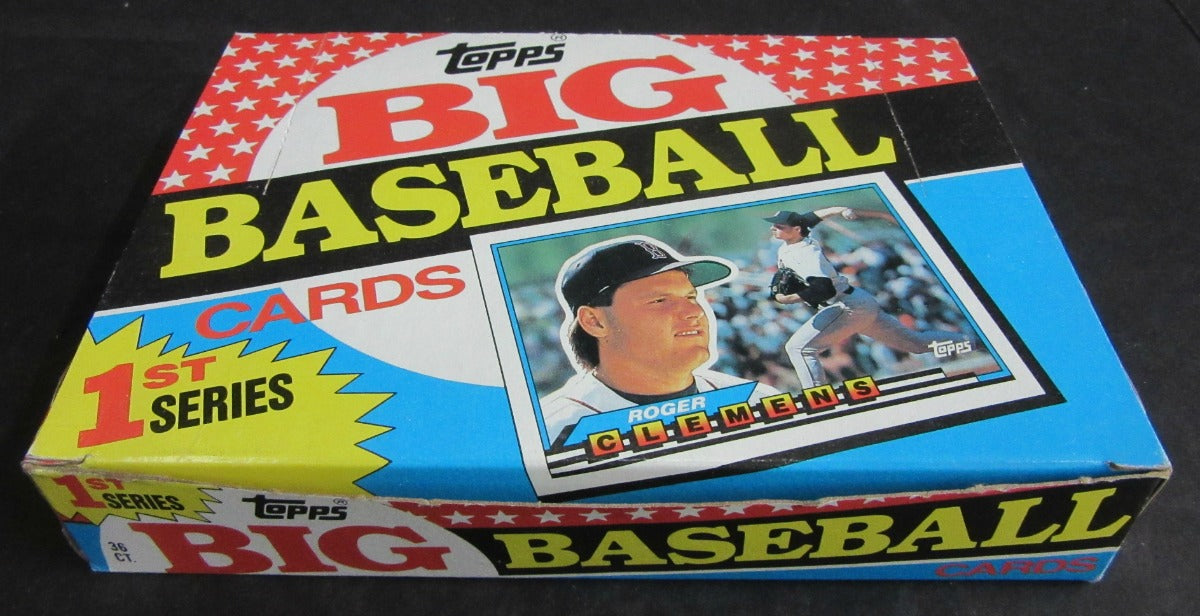 Topps®
BIG
BASEBALL
CARDS
1ST
SERIES
Topps
ROGER
CLEMENS
1ST
SERIES
Topps®
BIG
BASEBALL
CARDS
36
CT.